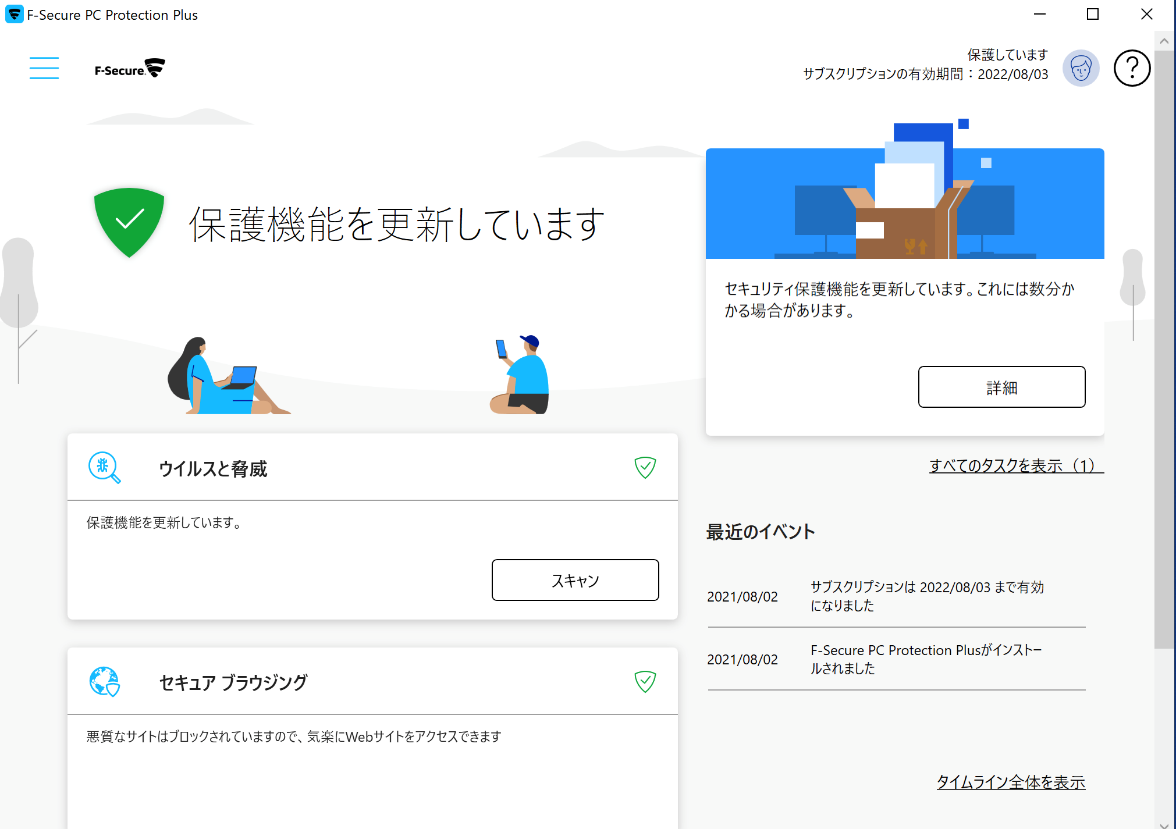 F-Secure PC Protection Plus
F-Secure
保護しています
サブスクリプションの有効期間：2022/08/03
?
保護機能を更新しています
セキュリティ保護機能を更新しています。これには数分か
かる場合があります。
詳細
すべてのタスクを表示（1）
ウイルスと脅威
保護機能を更新しています。
スキャン
セキュア ブラウジング
悪質なサイトはブロックされていますので、気楽にWebサイトをアクセスできます
最近のイベント
2021/08/02
サブスクリプションは 2022/08/03 まで有効
になりました
2021/08/02
F-Secure PC Protection Plusがインストー
ルされました
タイムライン全体を表示